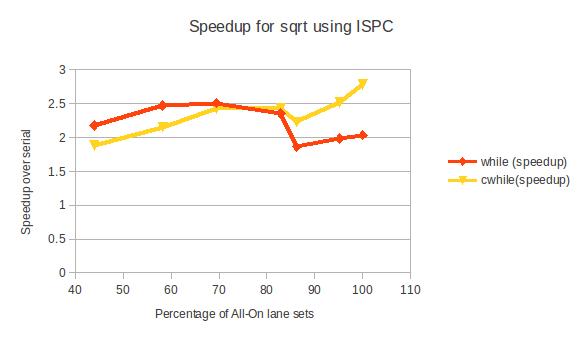 Speedup for sqrt using ISPC
3
2.5
2
1.5
1
0.5
0
40 50 60 70 80 90 100 110
Speedup over serial
Percentage of All-On lane sets
while (speedup)
cwhile(speedup)